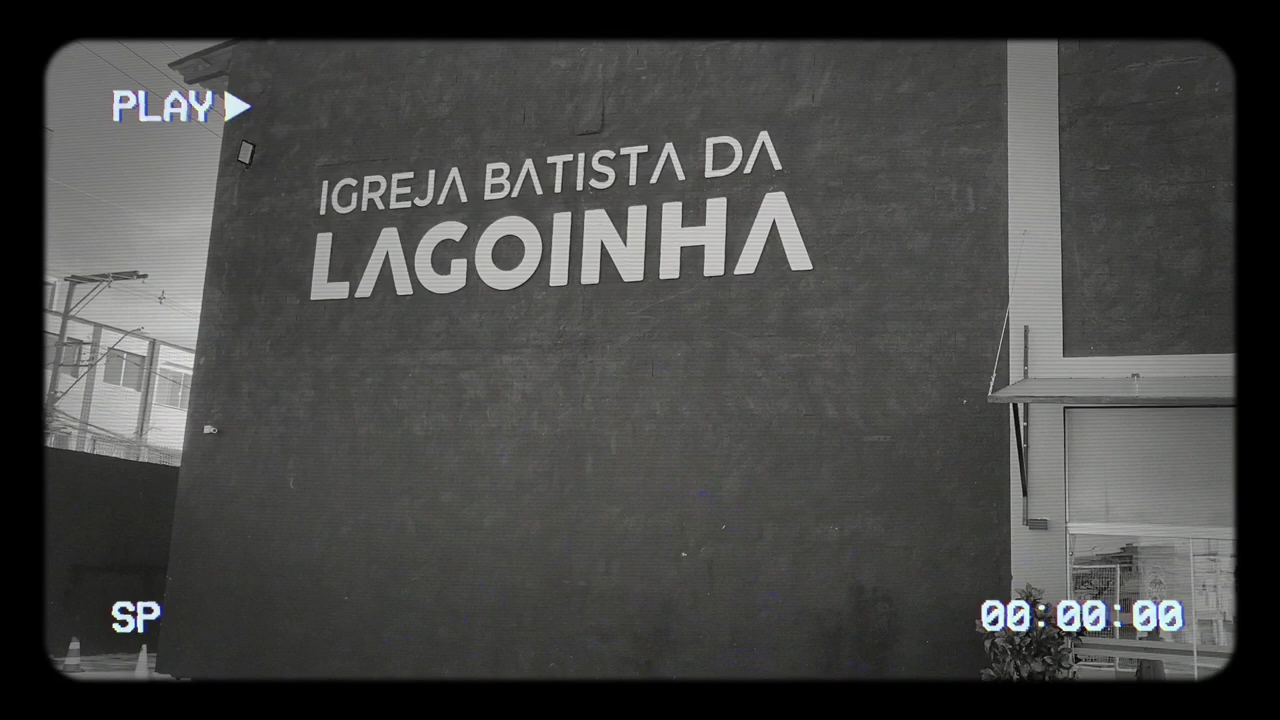 PLAY
IGREJA BATISTA DA
LAGOINHA
SP
00:00:00